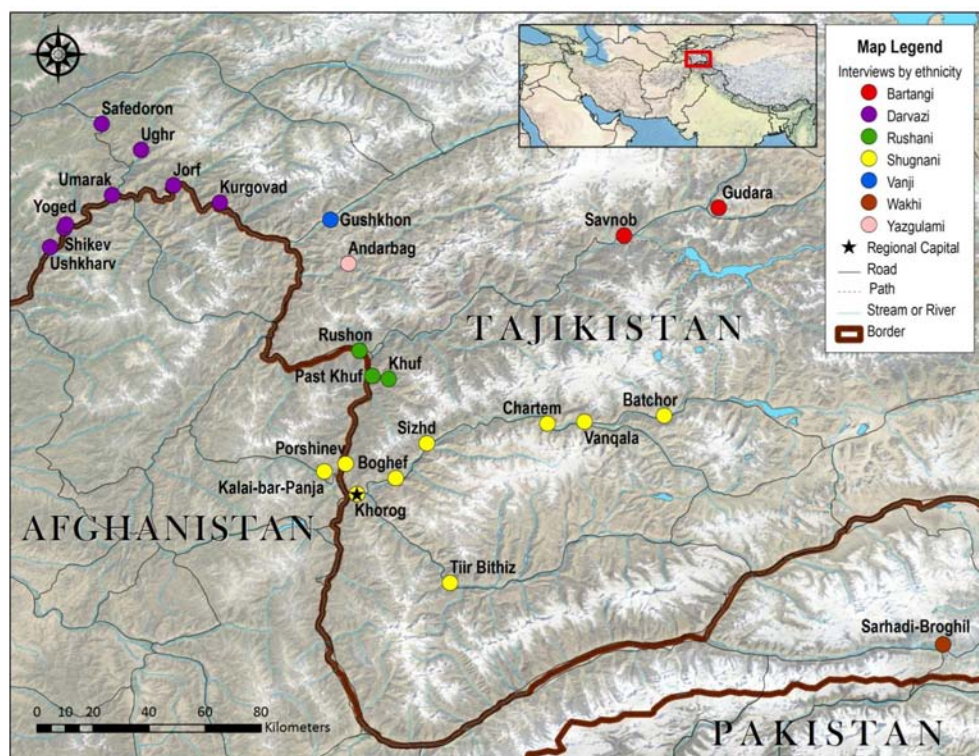 Map Legend
Interviews by ethnicity
Bartangi
Darvazi
Rushani
Shugnani
Vanji
Wakhi
Yazgulami
Regional Capital
Road
Path
Stream or River
Border
Safedoron
Ughr
Umarak
Jorf
Kurgovad
Yoged
Shikev
Ushkharv
Gushkhon
Andarbag
Savnob
Gudara
TAJIKISTAN
Rushon
Past Khuf
Khuf
Chartem
Batchor
Vanqala
Sizhd
Porshinev
Boghef
Kalai-bar-Panja
Khorog
AFGHANISTAN
Tiir Bithiz
Sarhadi-Broghil
0 10 20 40 60 80
Kilometers
PAKISTAN